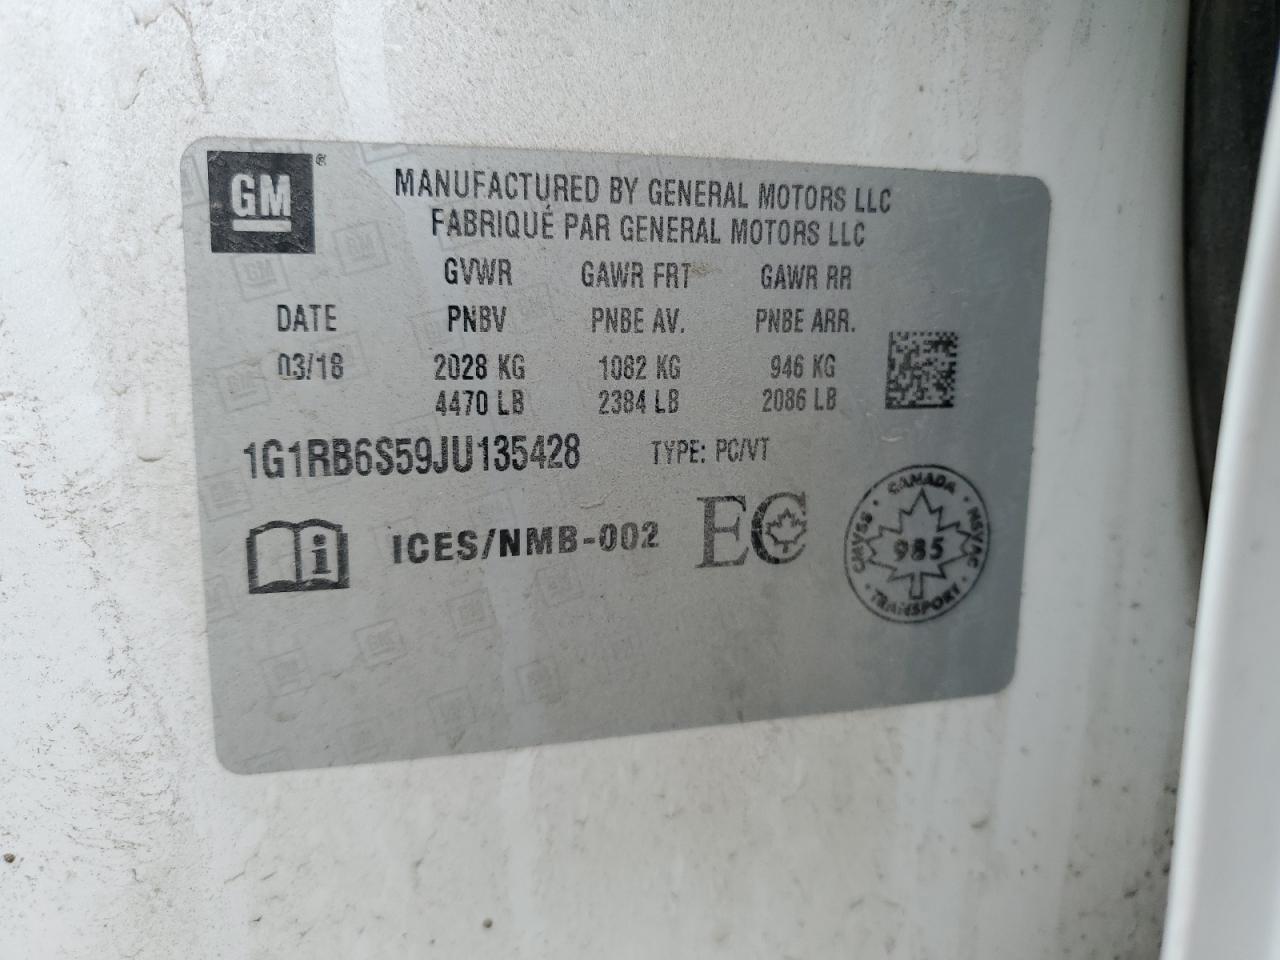 GM ®
MANUFACTURED BY GENERAL MOTORS LLC
FABRIQUÉ PAR GENERAL MOTORS LLC
GVWR GAWR FRT GAWR RR
DATE PNBV PNBE AV. PNBE ARR.
03/18 2028 KG 1082 KG 946 KG
4470 LB 2384 LB 2086 LB
1G1RB6S59JU135428 TYPE: PC/VT
i ICES/NMB-002 EC
CANADA
CMVSS • NSVAC
985
TRANSPORT